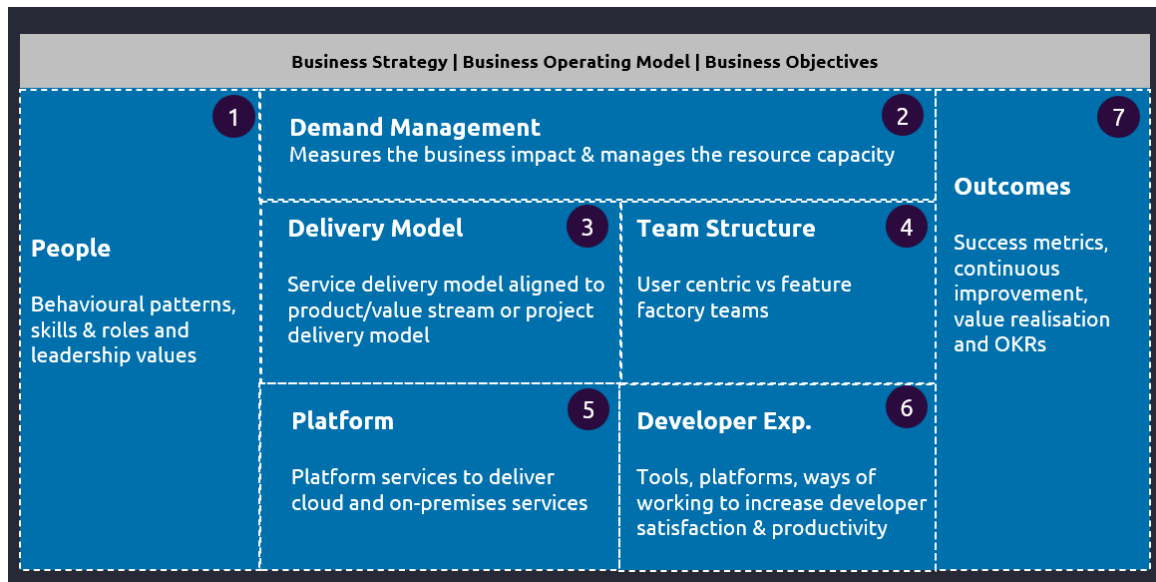 Business Strategy | Business Operating Model | Business Objectives
1
People
Behavioural patterns,
skills & roles and
leadership values
2
Demand Management
Measures the business impact & manages the resource capacity
3
Delivery Model
Service delivery model aligned to
product/value stream or project
delivery model
4
Team Structure
User centric vs feature
factory teams
5
Platform
Platform services to deliver
cloud and on-premises services
6
Developer Exp.
Tools, platforms, ways of
working to increase developer
satisfaction & productivity
7
Outcomes
Success metrics,
continuous
improvement,
value realisation
and OKRs